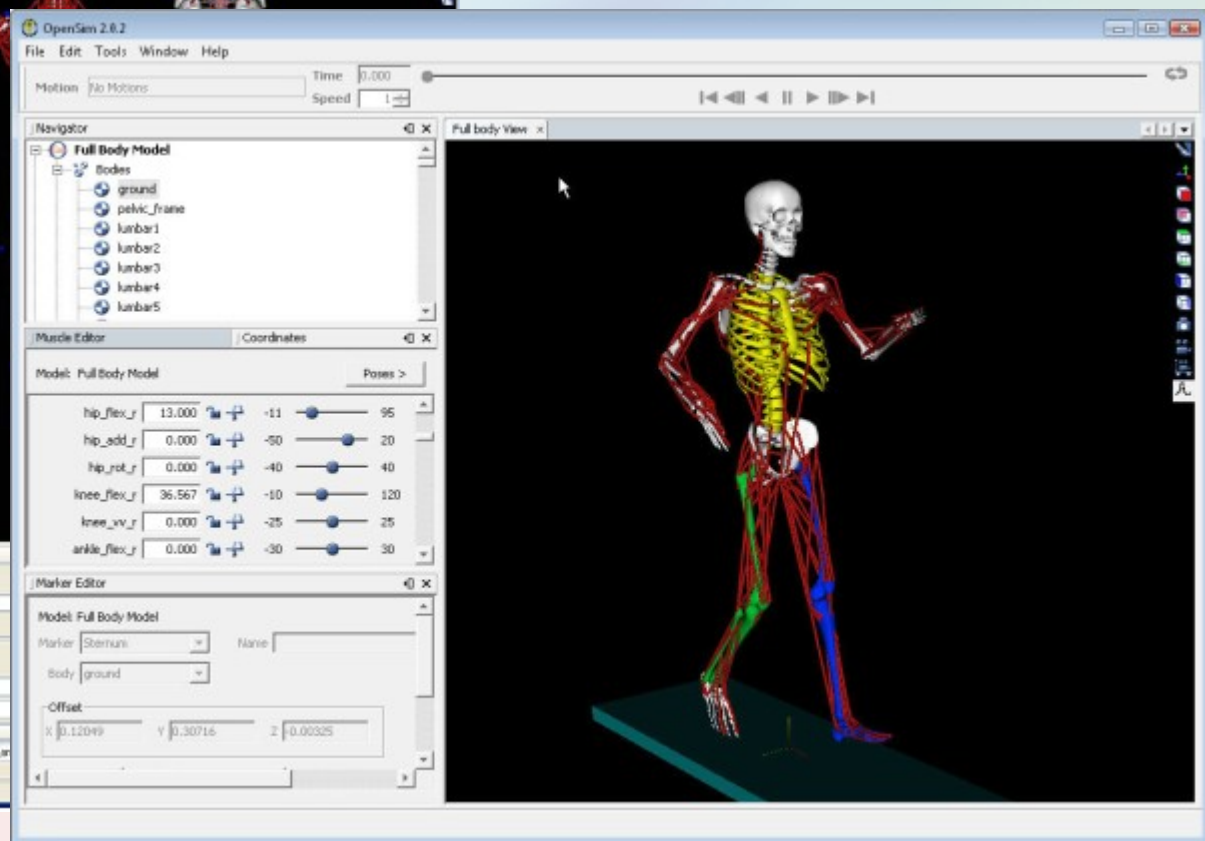 OpenSim 2.0.2
File Edit Tools Window Help
Motion No Motions Time 0.000
Speed 1
Navigator
Full Body Model
Bodies
ground
pelvic_frame
lumbar1
lumbar2
lumbar3
lumbar4
lumbar5
Full body View
Muscle Editor Coordinates
Model: Full Body Model Poses >
hip_flex_r 13.000 -11 95
hip_add_r 0.000 -50 20
hip_rot_r 0.000 -40 40
knee_flex_r 36.567 -10 120
knee_vv_r 0.000 -25 25
ankle_flex_r 0.000 -30 30
Marker Editor
Model: Full Body Model
Marker Sternum Name
Body ground
Offset
X 0.12049 Y 0.30716 Z -0.00325